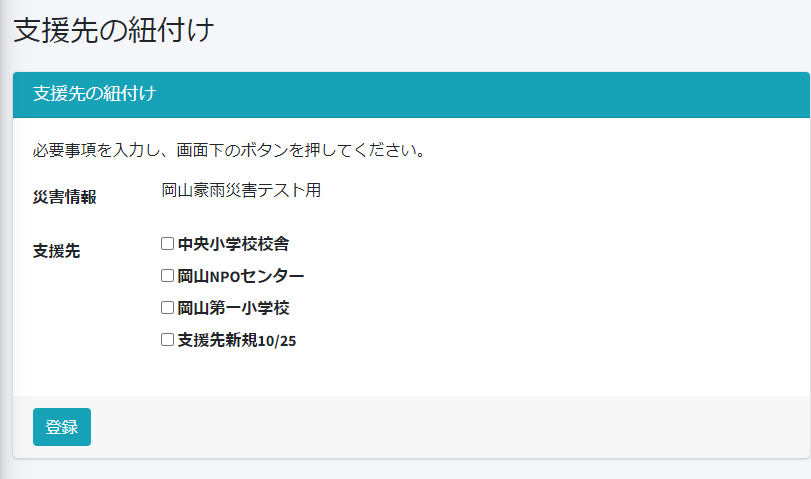 支援先の紐付け
支援先の紐付け
必要事項を入力し、画面下のボタンを押してください。
災害情報 岡山豪雨災害テスト用
支援先 中央小学校校舎
岡山NPOセンター
岡山第一小学校
支援先新規10/25
登録